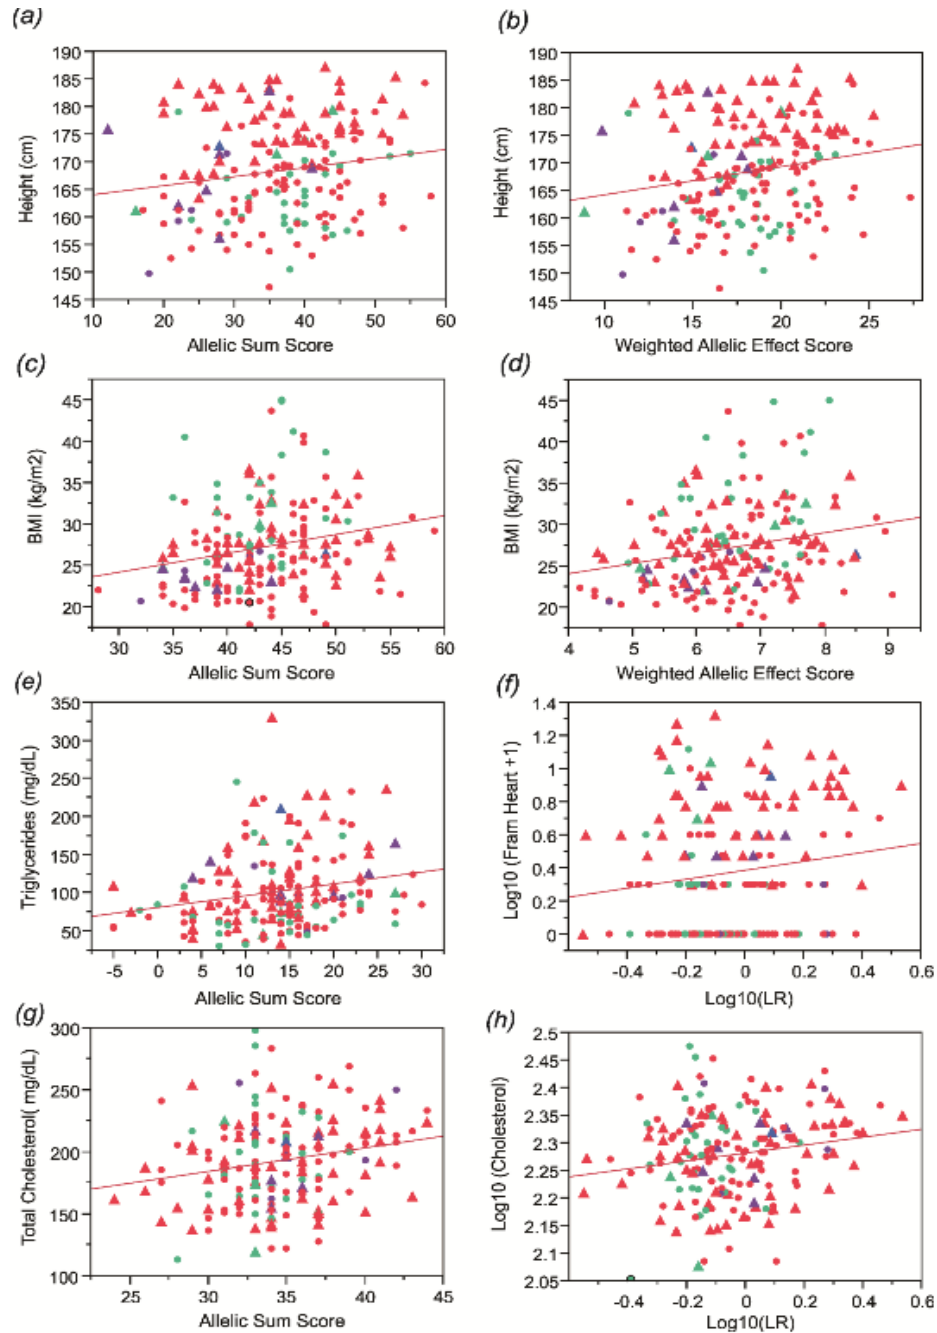 (a)
190
185
180
175
170
165
160
155
150
145
Height (cm)
10 20 30 40 50 60
Allelic Sum Score
(b)
190
185
180
175
170
165
160
155
150
145
Height (cm)
10 15 20 25
Weighted Allelic Effect Score
(c)
45
40
35
30
25
20
BMI (kg/m2)
30 35 40 45 50 55 60
Allelic Sum Score
(d)
45
40
35
30
25
20
BMI (kg/m2)
4 5 6 7 8 9
Weighted Allelic Effect Score
(e)
350
300
250
200
150
100
50
Triglycerides (mg/dL)
-5 0 5 10 15 20 25 30
Allelic Sum Score
(f)
1.4
1.2
1
0.8
0.6
0.4
0.2
0
Log10 (Fram Heart +1)
-0.4 -0.2 0 0.2 0.4 0.6
Log10(LR)
(g)
300
250
200
150
100
Total Cholesterol( mg/dL)
25 30 35 40 45
Allelic Sum Score
(h)
2.5
2.45
2.4
2.35
2.3
2.25
2.2
2.15
2.1
2.05
Log10 (Cholesterol)
-0.4 -0.2 0 0.2 0.4 0.6
Log10(LR)